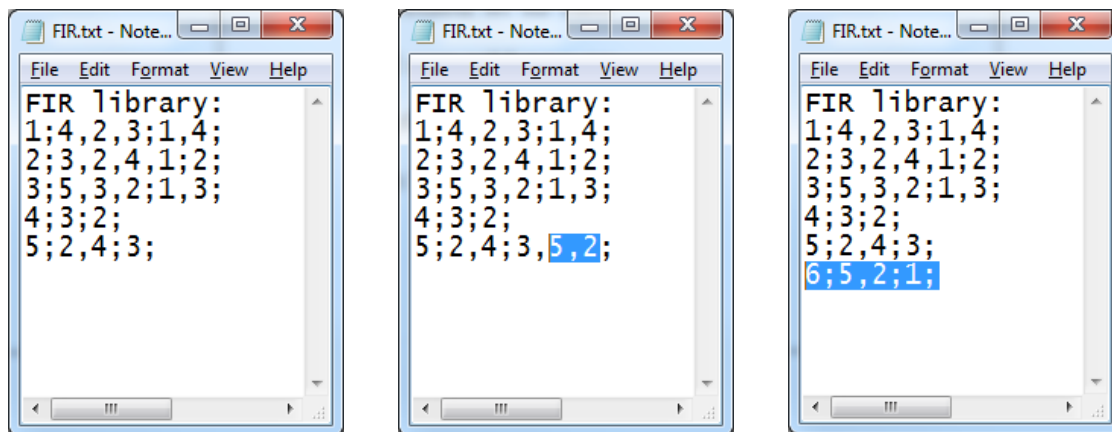 FIR.txt - Note...
File Edit Format View Help
FIR library:
1;4,2,3;1,4;
2;3,2,4,1;2;
3;5,3,2;1,3;
4;3;2;
5;2,4;3;
FIR.txt - Note...
File Edit Format View Help
FIR library:
1;4,2,3;1,4;
2;3,2,4,1;2;
3;5,3,2;1,3;
4;3;2;
5;2,4;3,5,2;
FIR.txt - Note...
File Edit Format View Help
FIR library:
1;4,2,3;1,4;
2;3,2,4,1;2;
3;5,3,2;1,3;
4;3;2;
5;2,4;3;
6;5,2;1;